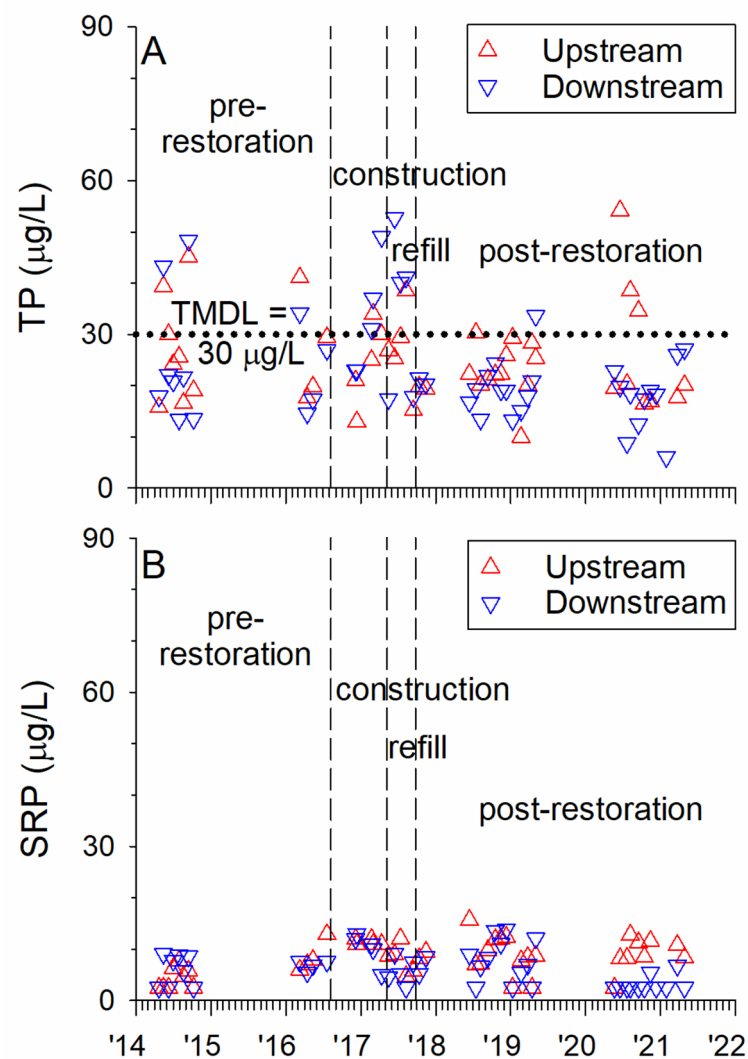 90
A
Upstream
Downstream
pre-
restoration
60
construction
refill
post-restoration
TP (µg/L)
TMDL =
30
30 µg/L
0
90
B
Upstream
Downstream
pre-
restoration
60
construction
refill
SRP (µg/L)
post-restoration
30
0
'14 '15 '16 '17 '18 '19 '20 '21 '22